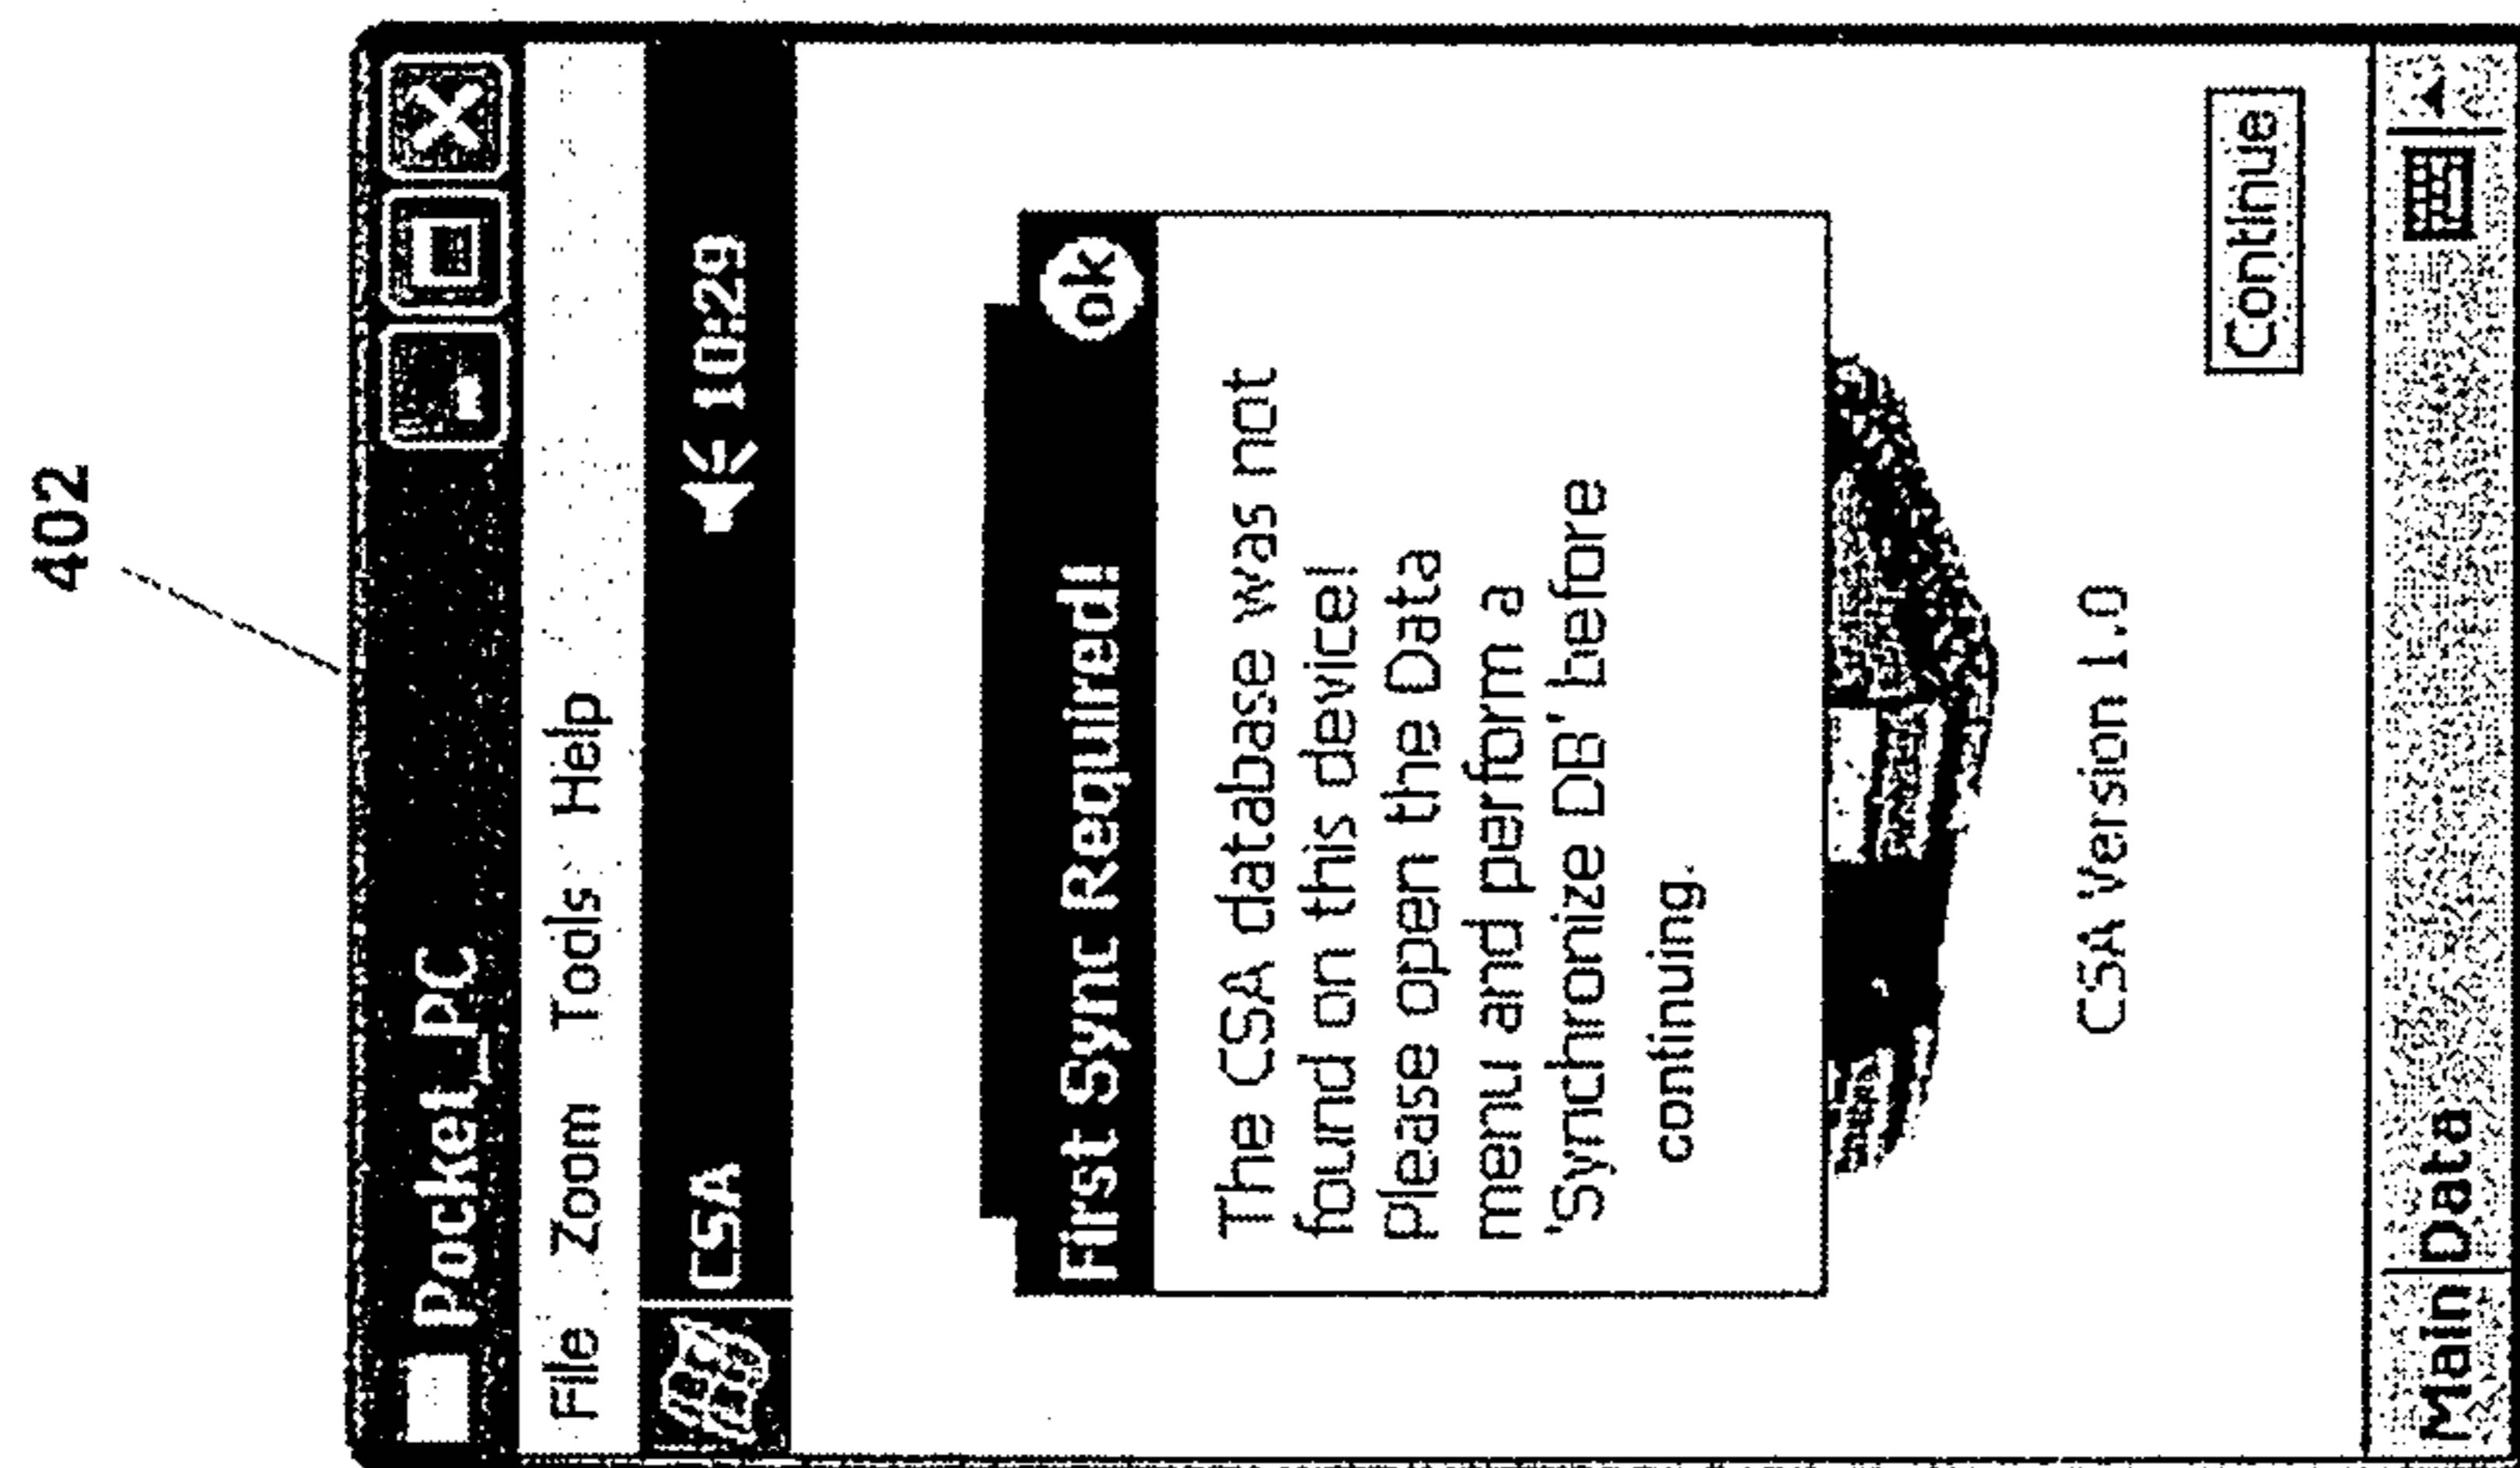 402
Pocket_PC
File Zoom Tools Help
CSA 10:29
First Sync Required! ok
The CSA database was not
found on this device!
Please open the Data
menu and perform a
'Synchronize DB' before
continuing.
CSA Version 1.0
Continue
Main Data